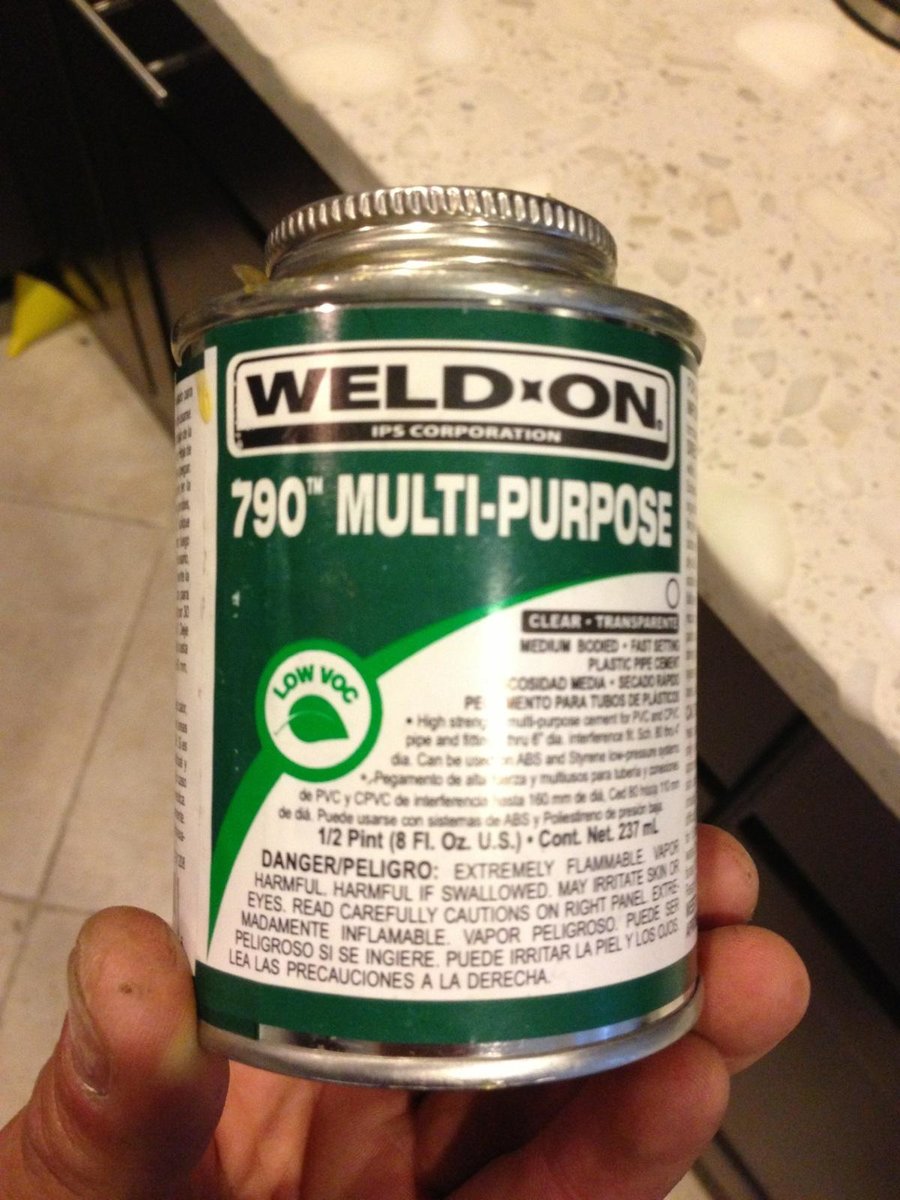 WELD-ON®
IPS CORPORATION
790™ MULTI-PURPOSE
CLEAR • TRANSPARENTE
MEDIUM BODIED • FAST SETTING
PLASTIC PIPE CEMENT
COSIDAD MEDIA • SECADO RÁPIDO
PE MENTO PARA TUBOS DE PLÁSTICOS
LOW VOC
• High streng multi-purpose cement for PVC and CPVC
pipe and fittin thru 6" dia. interference fit. Sch. 80 thru 4"
dia. Can be used on ABS and Styrene low-pressure systems
•Pegamento de alta uerza y multiusos para tubería y conexiones
de PVC y CPVC de interferencia hasta 160 mm de diá, Ced 80 hasta 110 mm
de diá. Puede usarse con sistemas de ABS y Poliestireno de presión baja.
1/2 Pint (8 Fl. Oz. U.S.) • Cont. Net. 237 mL
DANGER/PELIGRO: EXTREMELY FLAMMABLE. VAPOR
HARMFUL. HARMFUL IF SWALLOWED. MAY IRRITATE SKIN OR
EYES. READ CAREFULLY CAUTIONS ON RIGHT PANEL. EXTRE-
MADAMENTE INFLAMABLE. VAPOR PELIGROSO. PUEDE SER
PELIGROSO SI SE INGIERE. PUEDE IRRITAR LA PIEL Y LOS OJOS.
LEA LAS PRECAUCIONES A LA DERECHA.